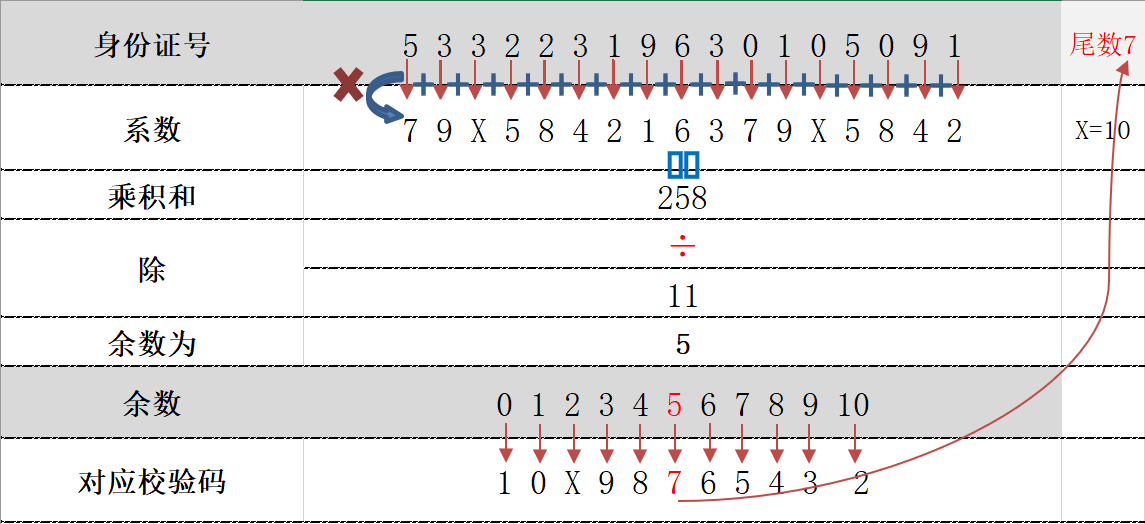 身份证号 5 3 3 2 2 3 1 9 6 3 0 1 0 5 0 9 1 尾数7
系数 7 9 X 5 8 4 2 1 6 3 7 9 X 5 8 4 2 X=10
乘积和 258
除 ÷
11
余数为 5
余数 0 1 2 3 4 5 6 7 8 9 10
对应校验码 1 0 X 9 8 7 6 5 4 3 2